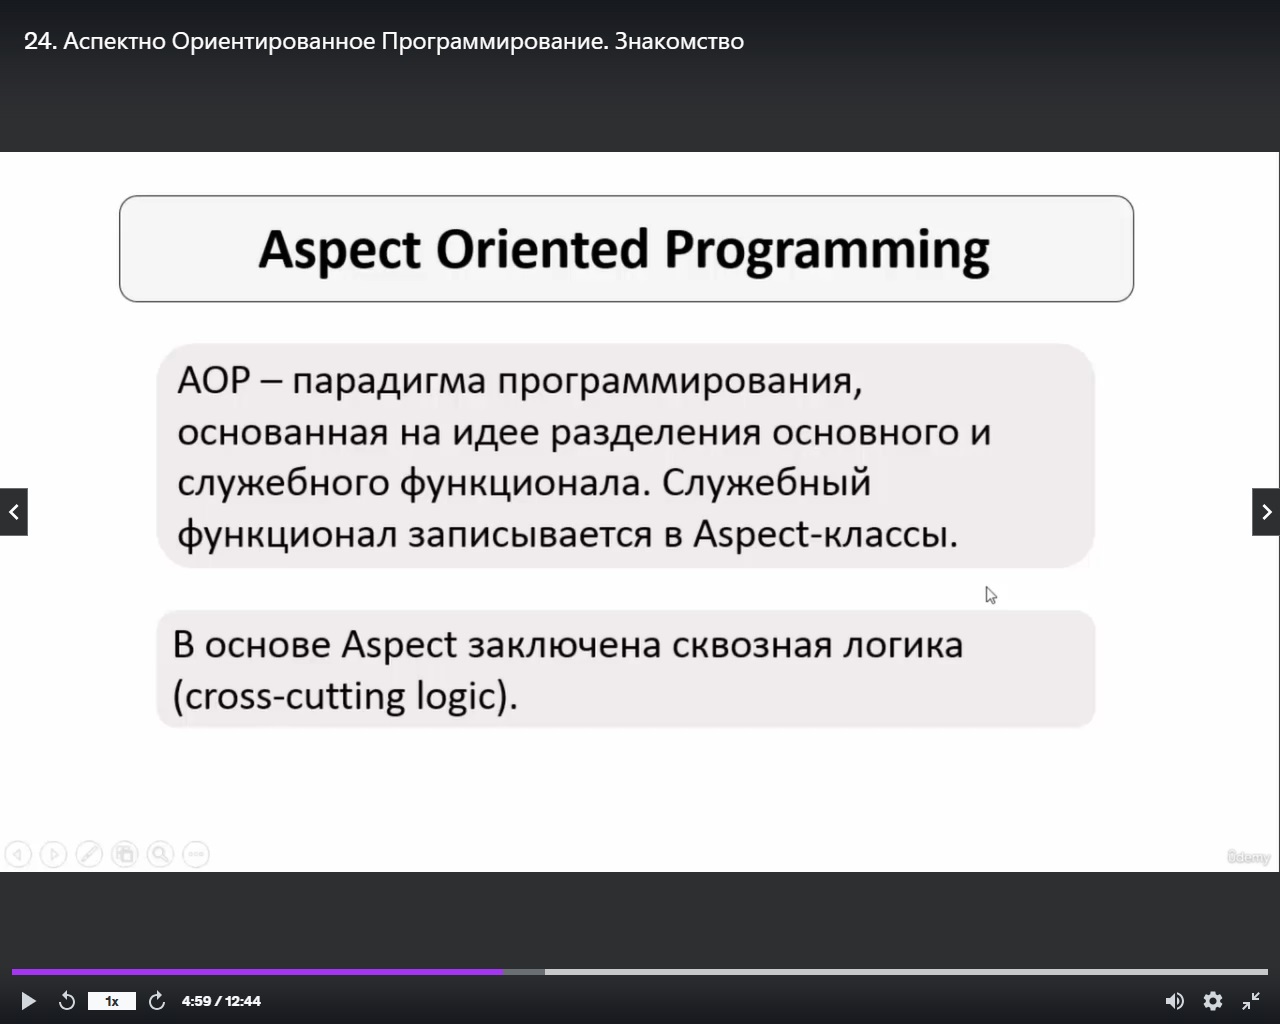 24. Аспектно Ориентированное Программирование. Знакомство
Aspect Oriented Programming
AOP – парадигма программирования,
основанная на идее разделения основного и
служебного функционала. Служебный
функционал записывается в Aspect-классы.
В основе Aspect заключена сквозная логика
(cross-cutting logic).
ûdemy
1x
4:59 / 12:44